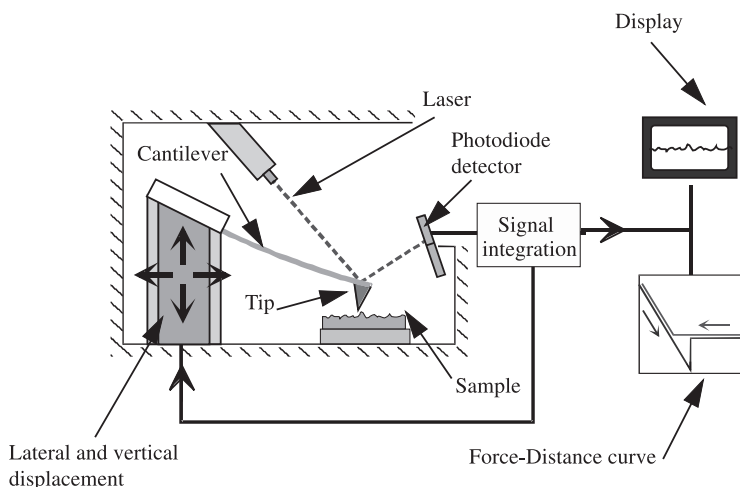 Display
Laser
Photodiode
detector
Cantilever
Signal
integration
Tip
Sample
Lateral and vertical
displacement
Force-Distance curve